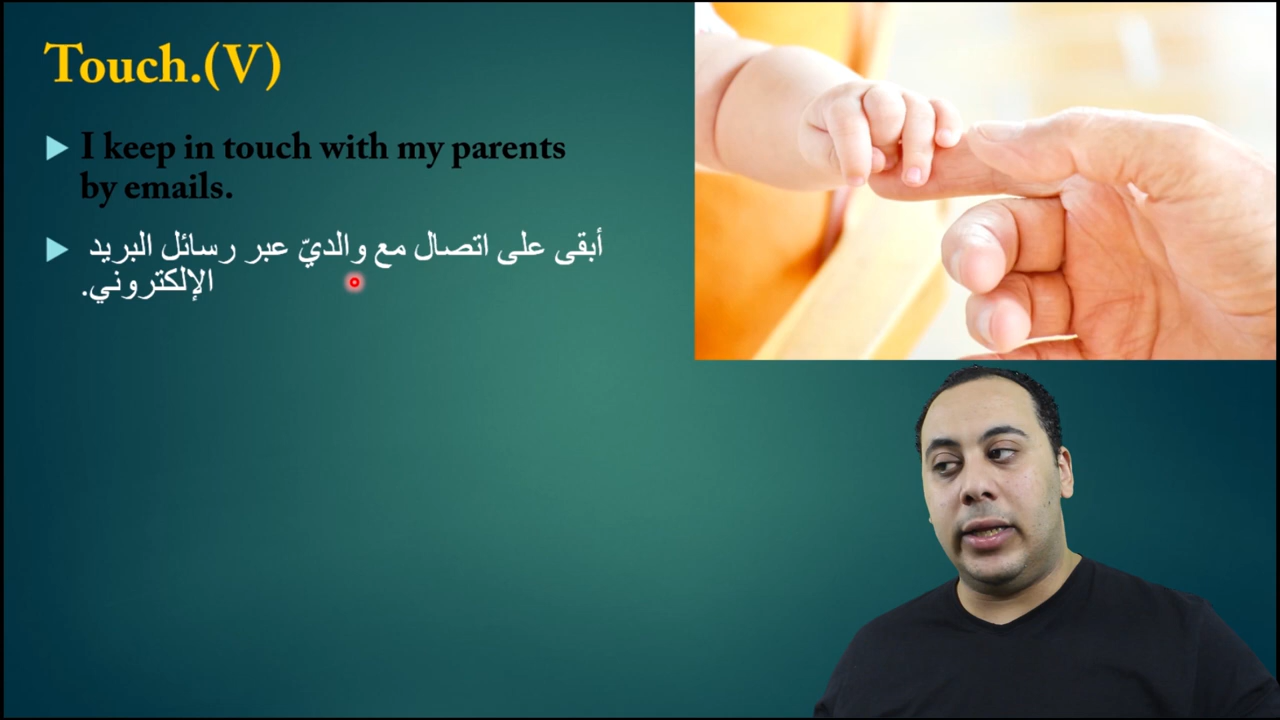 Touch.(V)
I keep in touch with my parents
by emails.
أبقى على اتصال مع والديّ عبر رسائل البريد
الإلكتروني.